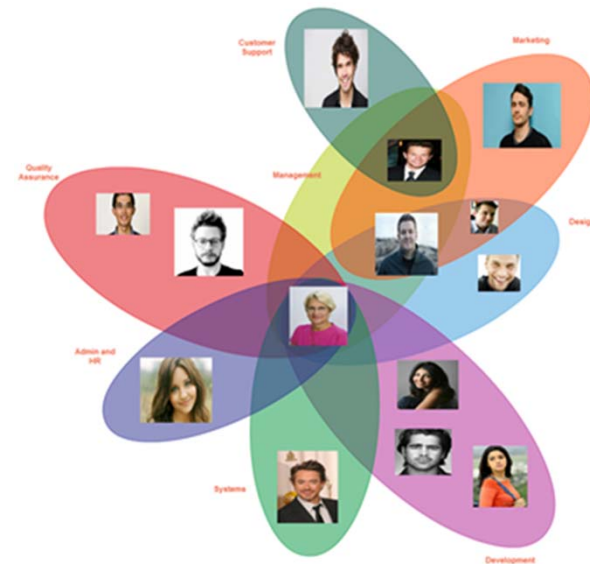 Customer
Support
Marketing
Quality
Assurance
Management
Desig
Admin and
HR
Systems
Development